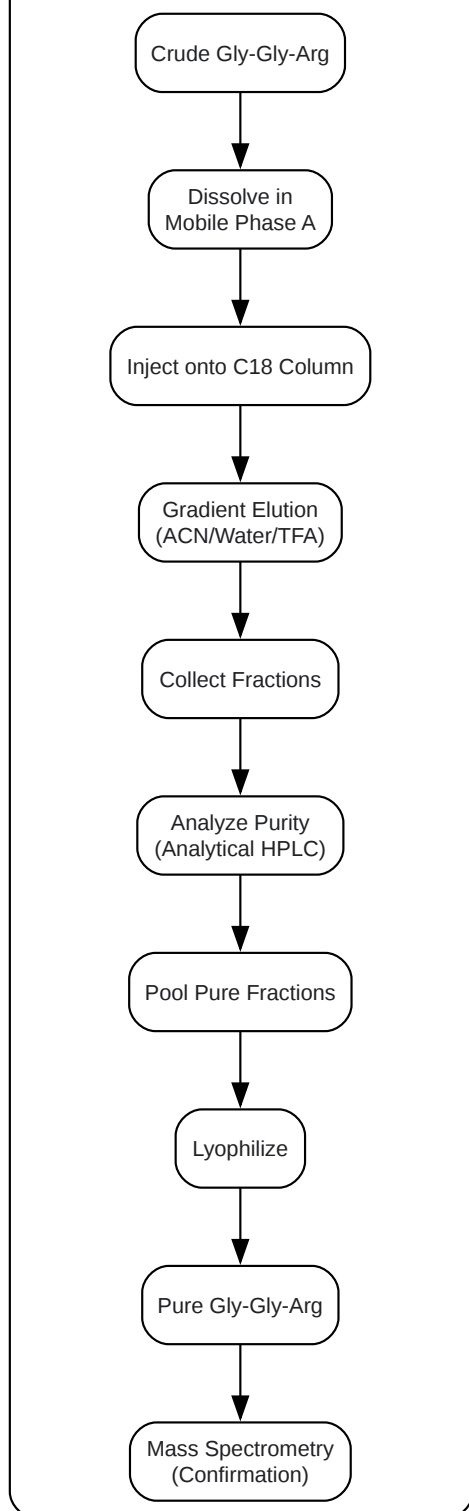 Crude Gly-Gly-Arg
Dissolve in
Mobile Phase A
Inject onto C18 Column
Gradient Elution
(ACN/Water/TFA)
Collect Fractions
Analyze Purity
(Analytical HPLC)
Pool Pure Fractions
Lyophilize
Pure Gly-Gly-Arg
Mass Spectrometry
(Confirmation)